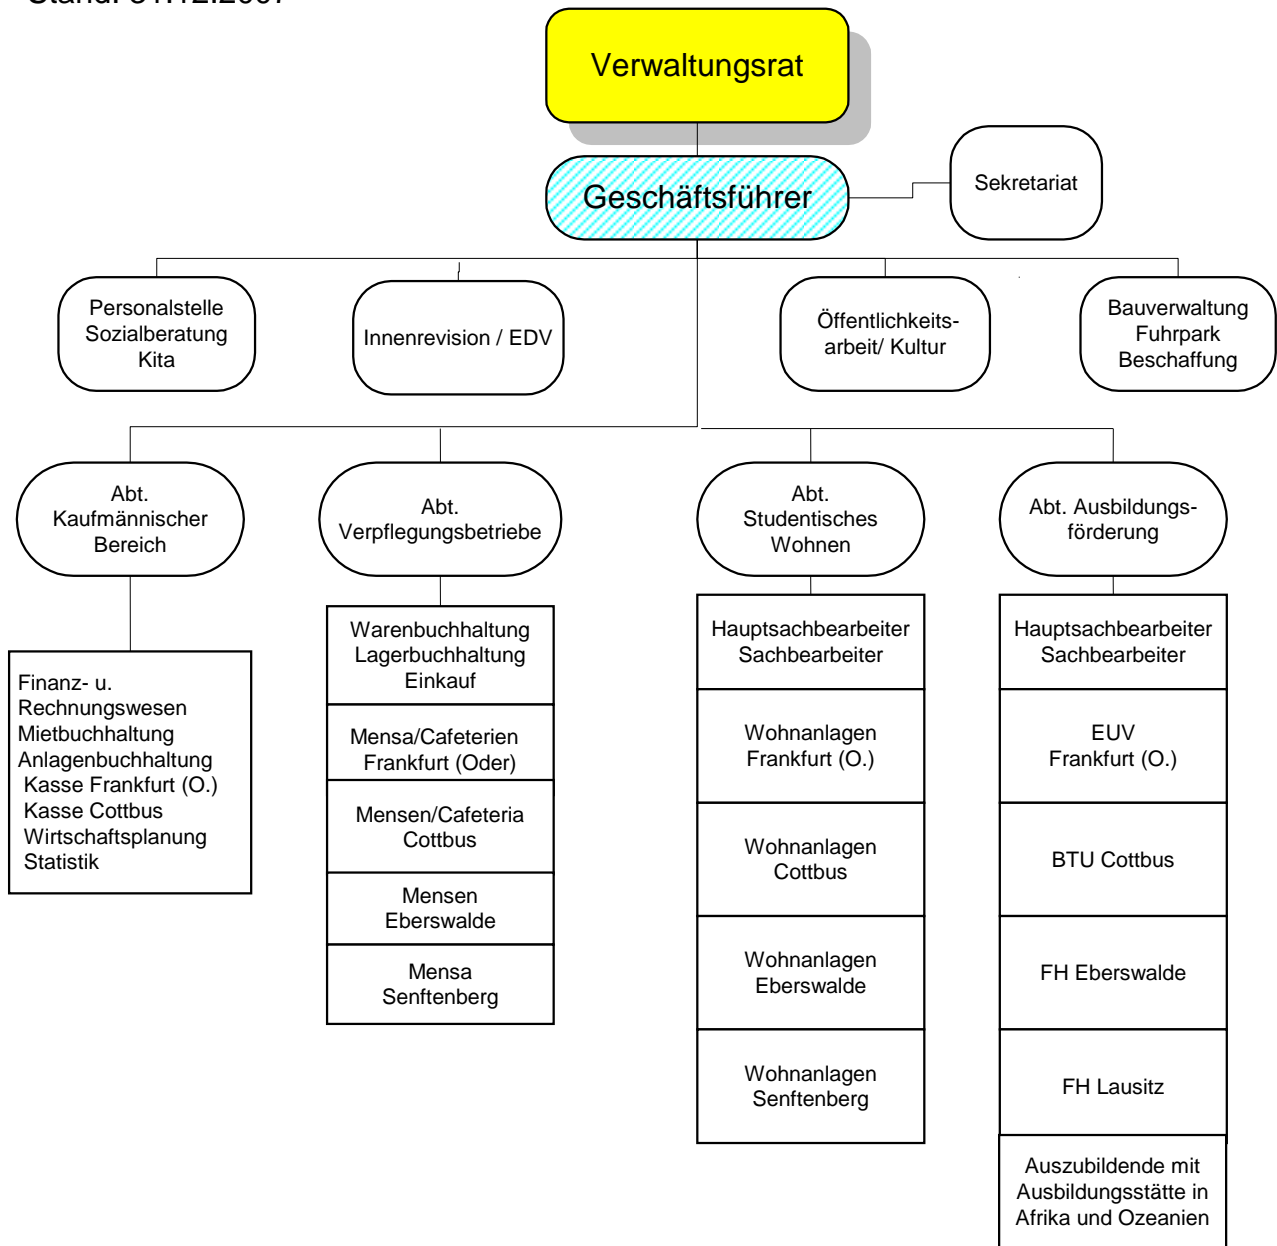 Stand: 31.12.2007
Verwaltungsrat
Geschäftsführer
Sekretariat
Personalstelle
Sozialberatung
Kita
Innenrevision / EDV
Öffentlichkeits-
arbeit/ Kultur
Bauverwaltung
Fuhrpark
Beschaffung
Abt.
Kaufmännischer
Bereich
Abt.
Verpflegungsbetriebe
Abt.
Studentisches
Wohnen
Abt. Ausbildungs-
förderung
Finanz- u.
Rechnungswesen
Mietbuchhaltung
Anlagenbuchhaltung
Kasse Frankfurt (O.)
Kasse Cottbus
Wirtschaftsplanung
Statistik
Warenbuchhaltung
Lagerbuchhaltung
Einkauf
Mensa/Cafeterien
Frankfurt (Oder)
Mensen/Cafeteria
Cottbus
Mensen
Eberswalde
Mensa
Senftenberg
Hauptsachbearbeiter
Sachbearbeiter
Wohnanlagen
Frankfurt (O.)
Wohnanlagen
Cottbus
Wohnanlagen
Eberswalde
Wohnanlagen
Senftenberg
Hauptsachbearbeiter
Sachbearbeiter
EUV
Frankfurt (O.)
BTU Cottbus
FH Eberswalde
FH Lausitz
Auszubildende mit
Ausbildungsstätte in
Afrika und Ozeanien